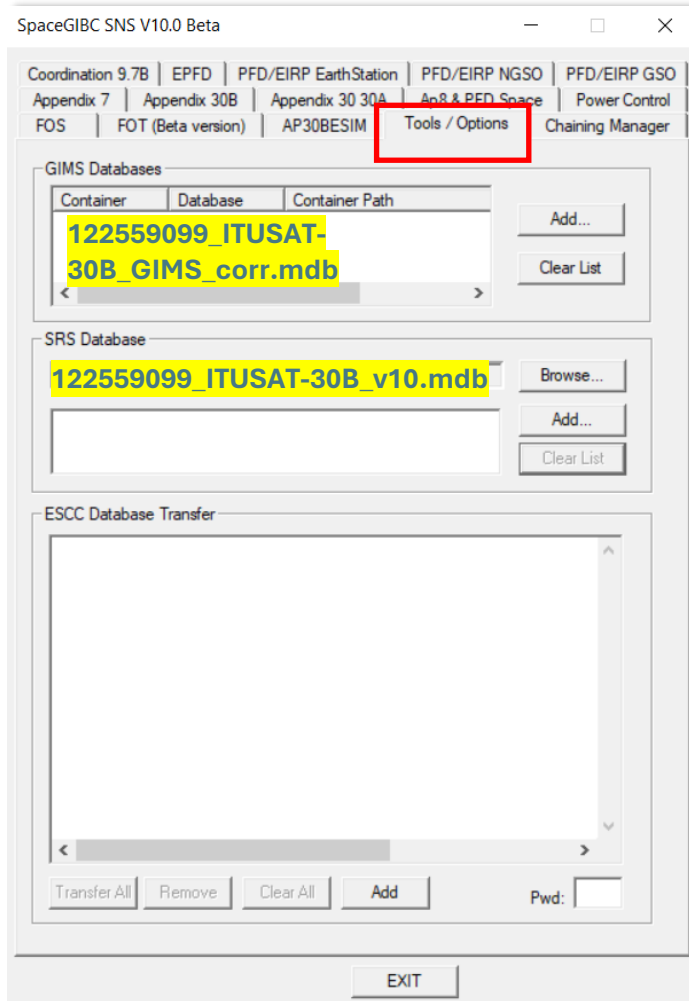 SpaceGIBC SNS V10.0 Beta
Coordination 9.7B EPFD PFD/EIRP EarthStation PFD/EIRP NGSO PFD/EIRP GSO
Appendix 7 Appendix 30B Appendix 30 30A Ap8 & PFD Space Power Control
FOS FOT (Beta version) AP30BESIM Tools / Options Chaining Manager
GIMS Databases
Container Database Container Path
122559099_ITUSAT-
30B_GIMS_corr.mdb
Add...
Clear List
SRS Database
122559099_ITUSAT-30B_v10.mdb
Browse...
Add...
Clear List
ESCC Database Transfer
Transfer All Remove Clear All Add Pwd:
EXIT